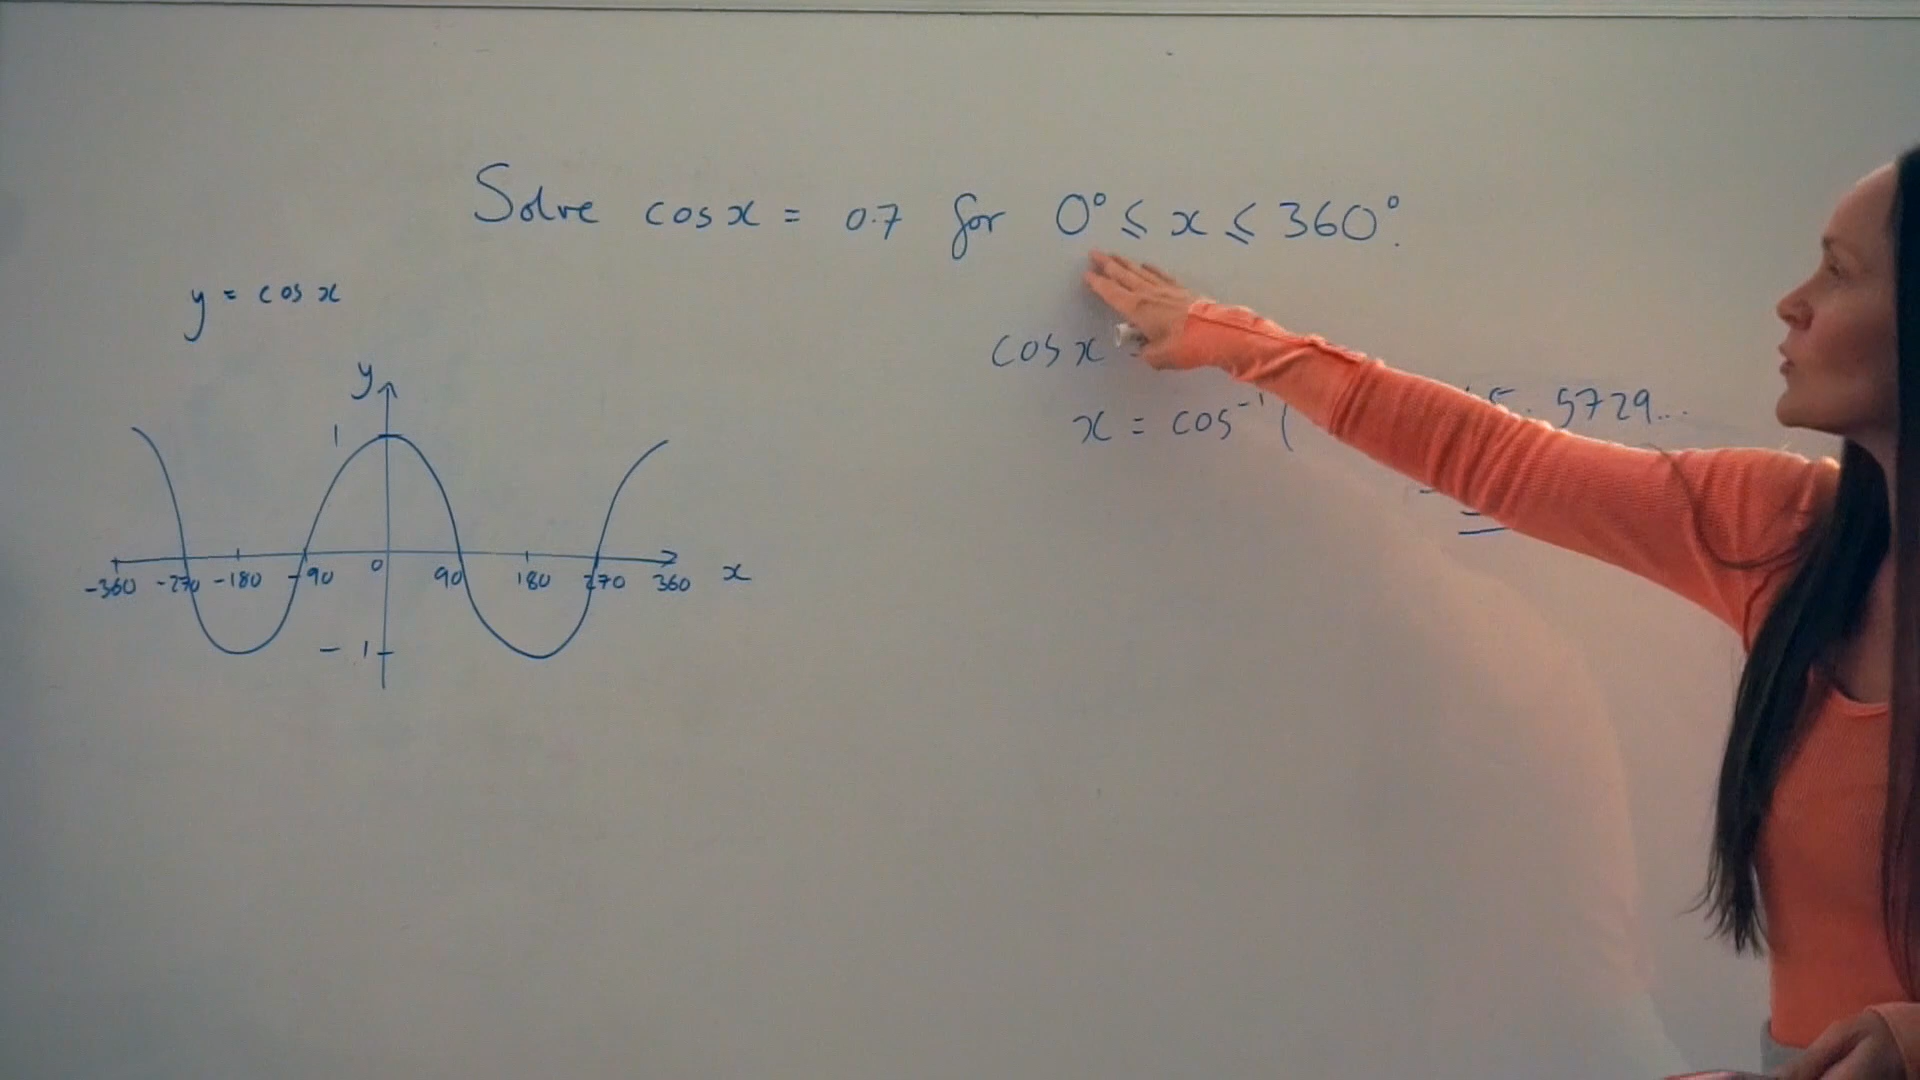 Solve cos x = 0.7 for 0° ≤ x ≤ 360°.
y = cos x
cos x
x = cos⁻¹( 5.5729...
y
1
-360 -270 -180 -90 0 90 180 270 360 x
-1